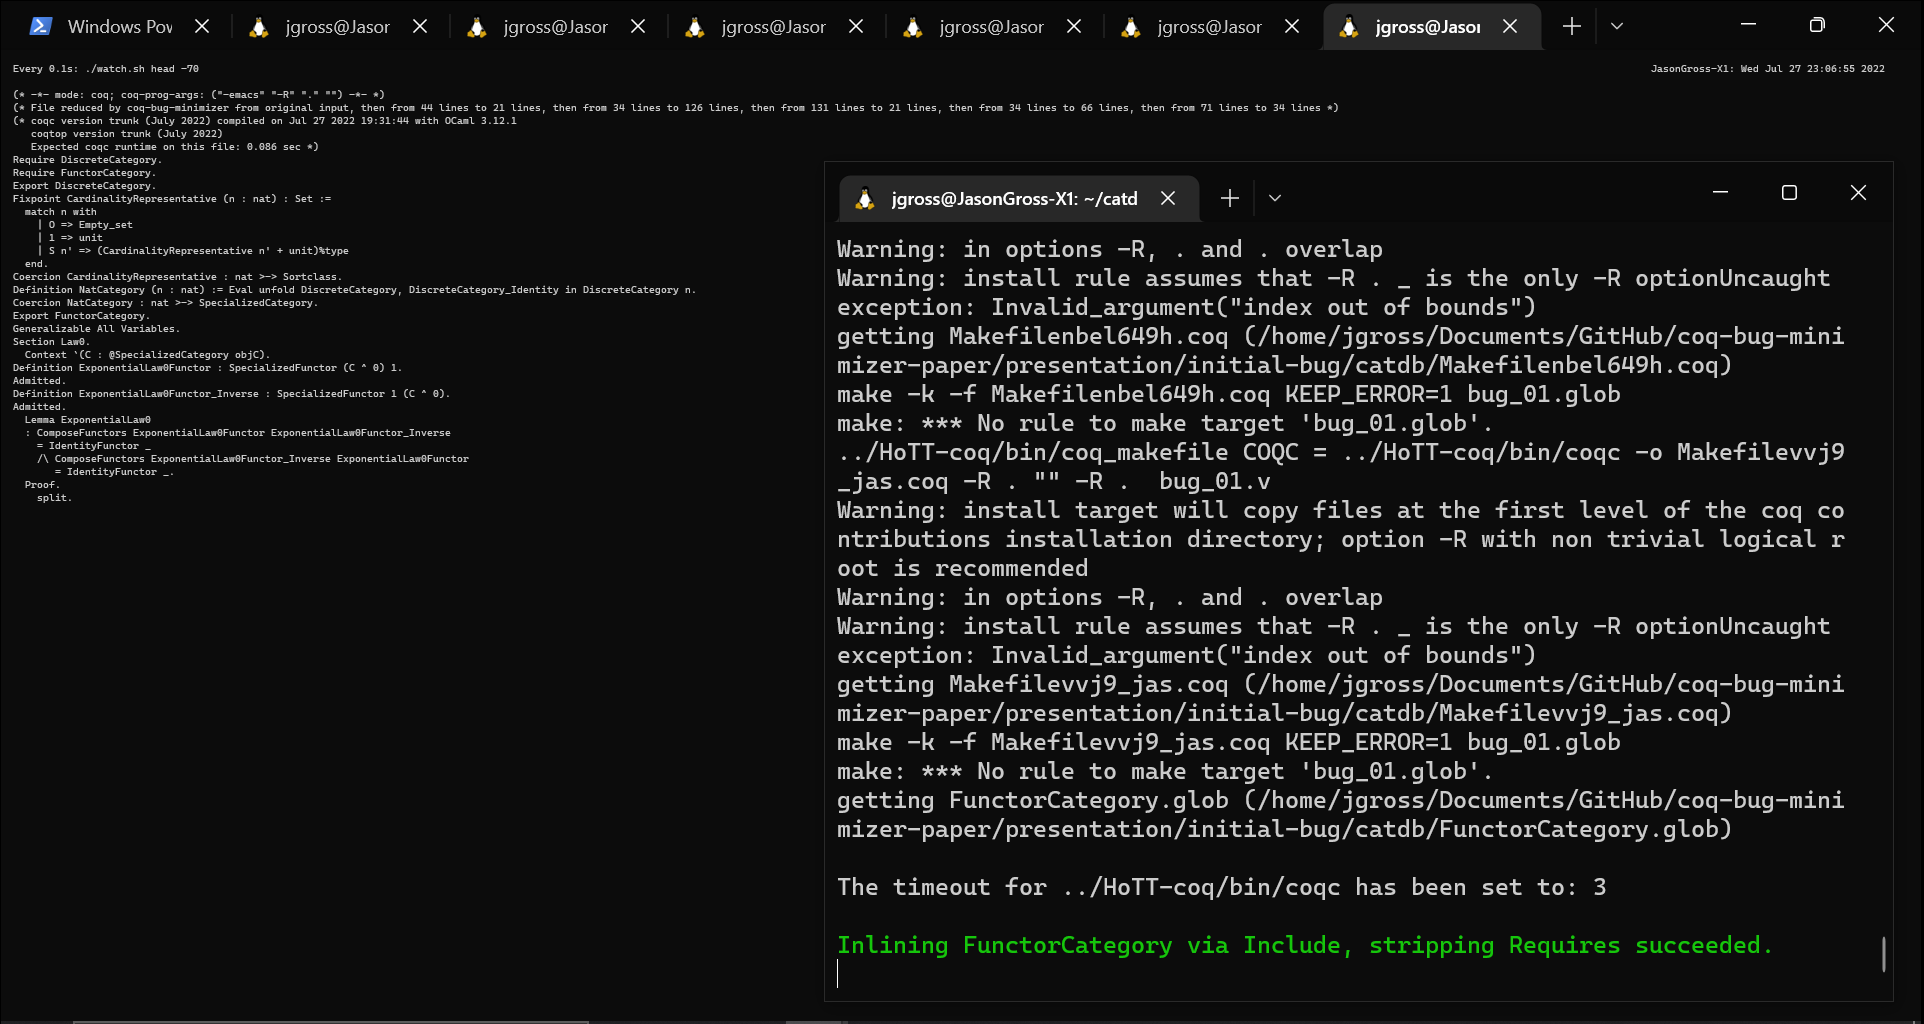 Windows Pov
jgross@Jasor
jgross@Jasor
jgross@Jasor
jgross@Jasor
jgross@Jasor
jgross@Jasor
Every 0.1s: ./watch.sh head -70
JasonGross-X1: Wed Jul 27 23:06:55 2022
(* -*- mode: coq; coq-prog-args: ("-emacs" "-R" "." "") -*- *)
(* File reduced by coq-bug-minimizer from original input, then from 44 lines to 21 lines, then from 34 lines to 126 lines, then from 131 lines to 21 lines, then from 34 lines to 66 lines, then from 71 lines to 34 lines *)
(* coqc version trunk (July 2022) compiled on Jul 27 2022 19:31:44 with OCaml 3.12.1
   coqtop version trunk (July 2022)
   Expected coqc runtime on this file: 0.086 sec *)
Require DiscreteCategory.
Require FunctorCategory.
Export DiscreteCategory.
Fixpoint CardinalityRepresentative (n : nat) : Set :=
  match n with
    | O => Empty_set
    | 1 => unit
    | S n' => (CardinalityRepresentative n' + unit)%type
  end.
Coercion CardinalityRepresentative : nat >-> Sortclass.
Definition NatCategory (n : nat) := Eval unfold DiscreteCategory, DiscreteCategory_Identity in DiscreteCategory n.
Coercion NatCategory : nat >-> SpecializedCategory.
Export FunctorCategory.
Generalizable All Variables.
Section Law0.
  Context `(C : @SpecializedCategory objC).
Definition ExponentialLaw0Functor : SpecializedFunctor (C ^ 0) 1.
Admitted.
Definition ExponentialLaw0Functor_Inverse : SpecializedFunctor 1 (C ^ 0).
Admitted.
  Lemma ExponentialLaw0
  : ComposeFunctors ExponentialLaw0Functor ExponentialLaw0Functor_Inverse
    = IdentityFunctor _
    /\ ComposeFunctors ExponentialLaw0Functor_Inverse ExponentialLaw0Functor
       = IdentityFunctor _.
  Proof.
    split.
jgross@JasonGross-X1: ~/catd
Warning: in options -R, . and . overlap
Warning: install rule assumes that -R . _ is the only -R optionUncaught
exception: Invalid_argument("index out of bounds")
getting Makefilenbel649h.coq (/home/jgross/Documents/GitHub/coq-bug-mini
mizer-paper/presentation/initial-bug/catdb/Makefilenbel649h.coq)
make -k -f Makefilenbel649h.coq KEEP_ERROR=1 bug_01.glob
make: *** No rule to make target 'bug_01.glob'.
../HoTT-coq/bin/coq_makefile COQC = ../HoTT-coq/bin/coqc -o Makefilevvj9
_jas.coq -R . "" -R .  bug_01.v
Warning: install target will copy files at the first level of the coq co
ntributions installation directory; option -R with non trivial logical r
oot is recommended
Warning: in options -R, . and . overlap
Warning: install rule assumes that -R . _ is the only -R optionUncaught
exception: Invalid_argument("index out of bounds")
getting Makefilevvj9_jas.coq (/home/jgross/Documents/GitHub/coq-bug-mini
mizer-paper/presentation/initial-bug/catdb/Makefilevvj9_jas.coq)
make -k -f Makefilevvj9_jas.coq KEEP_ERROR=1 bug_01.glob
make: *** No rule to make target 'bug_01.glob'.
getting FunctorCategory.glob (/home/jgross/Documents/GitHub/coq-bug-mini
mizer-paper/presentation/initial-bug/catdb/FunctorCategory.glob)
The timeout for ../HoTT-coq/bin/coqc has been set to: 3
Inlining FunctorCategory via Include, stripping Requires succeeded.